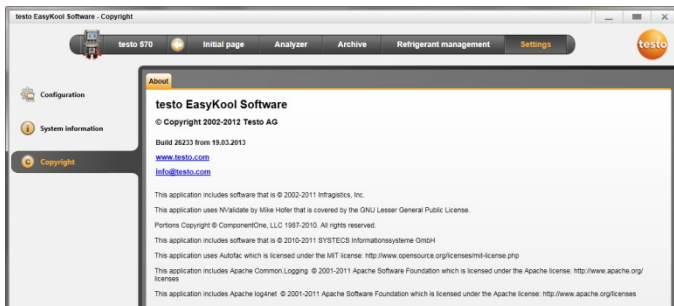 testo EasyKool Software - Copyright
testo 570 Initial page Analyzer Archive Refrigerant management Settings
testo
About
Configuration
System information
Copyright
testo EasyKool Software
© Copyright 2002-2012 Testo AG
Build 26233 from 19.03.2013
www.testo.com
info@testo.com
This application includes software that is © 2002-2011 Infragistics, Inc.
This application uses NValidate by Mike Hofer that is covered by the GNU Lesser General Public License.
Portions Copyright © ComponentOne, LLC 1987-2010. All rights reserved.
This application includes software that is © 2010-2011 SYSTECS Informationssysteme GmbH
This application uses Autofac which is licensed under the MIT license: http://www.opensource.org/licenses/mit-license.php
This application includes Apache Common.Logging © 2001-2011 Apache Software Foundation which is licensed under the Apache license: http://www.apache.org/
licenses
This application includes Apache log4net © 2001-2011 Apache Software Foundation which is licensed under the Apache license: http://www.apache.org/licenses